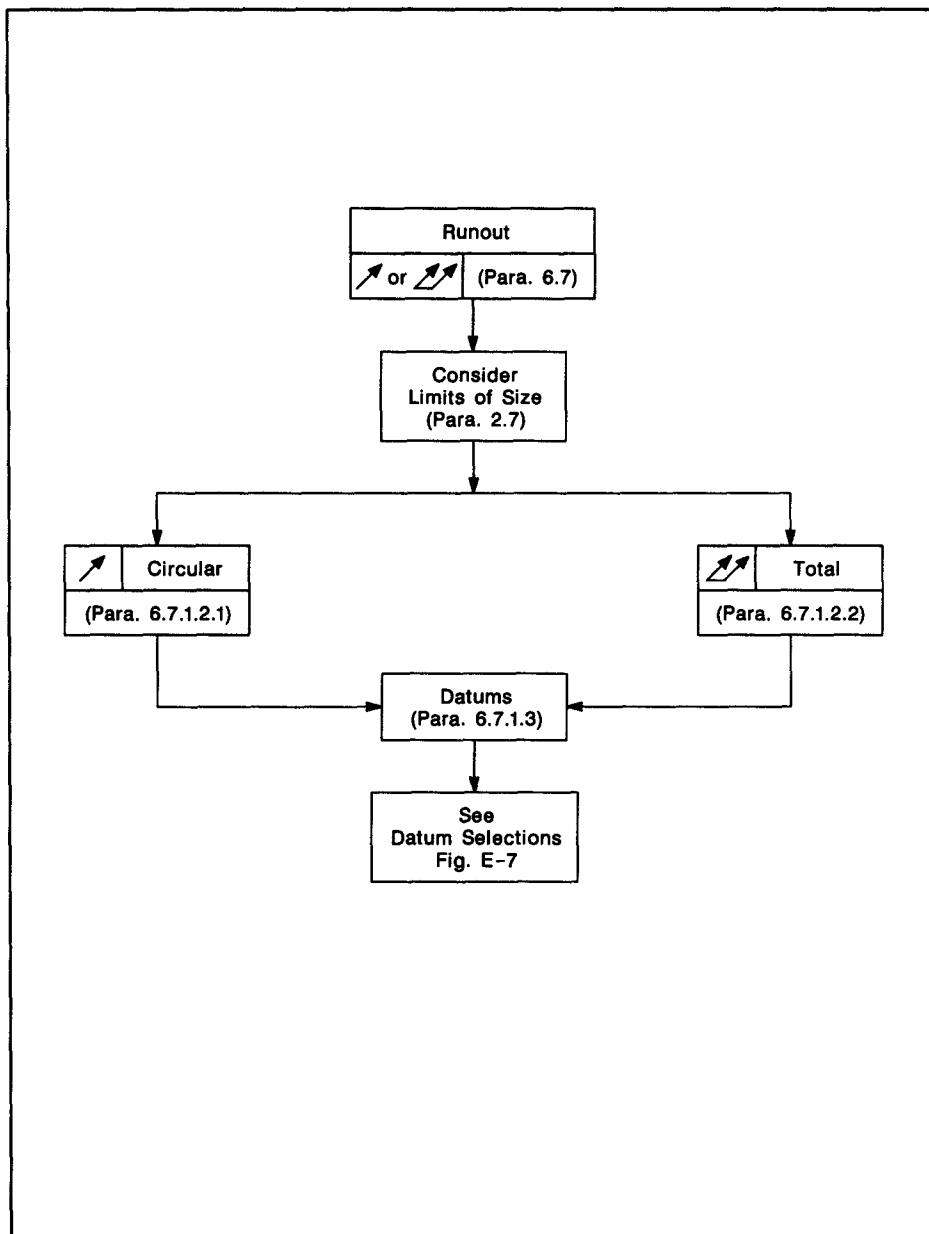 Runout
or (Para. 6.7)
Consider
Limits of Size
(Para. 2.7)
Circular
(Para. 6.7.1.2.1)
Total
(Para. 6.7.1.2.2)
Datums
(Para. 6.7.1.3)
See
Datum Selections
Fig. E-7